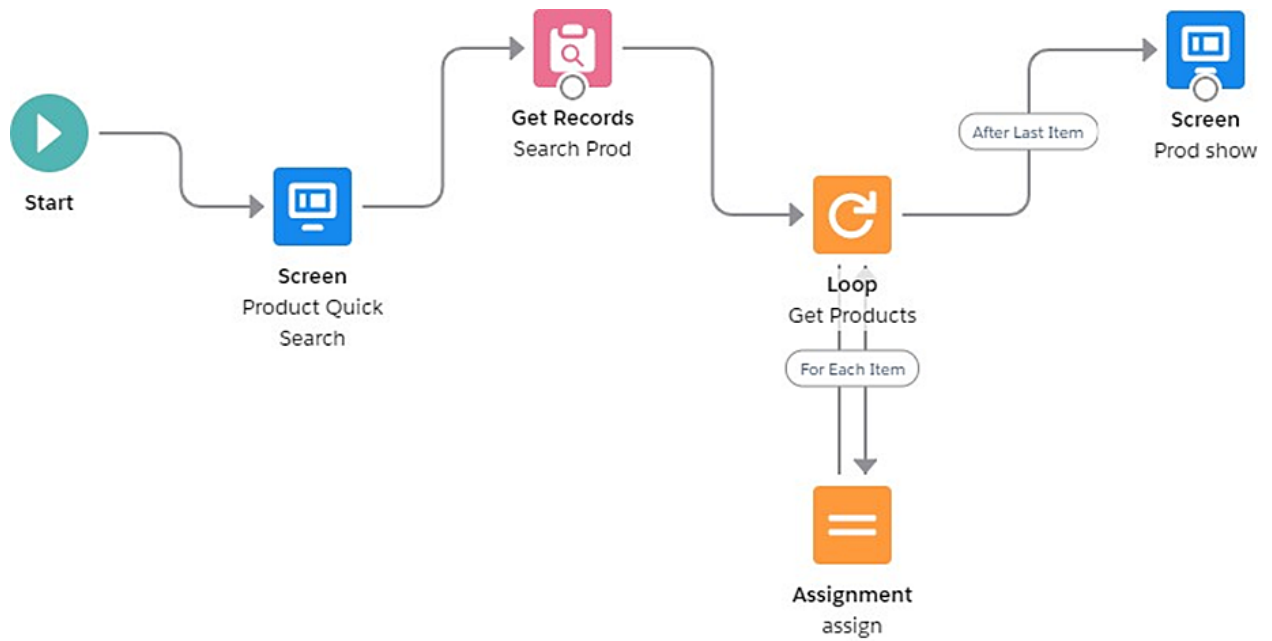 Start
Screen
Product Quick
Search
Get Records
Search Prod
Loop
Get Products
For Each Item
Assignment
assign
After Last Item
Screen
Prod show